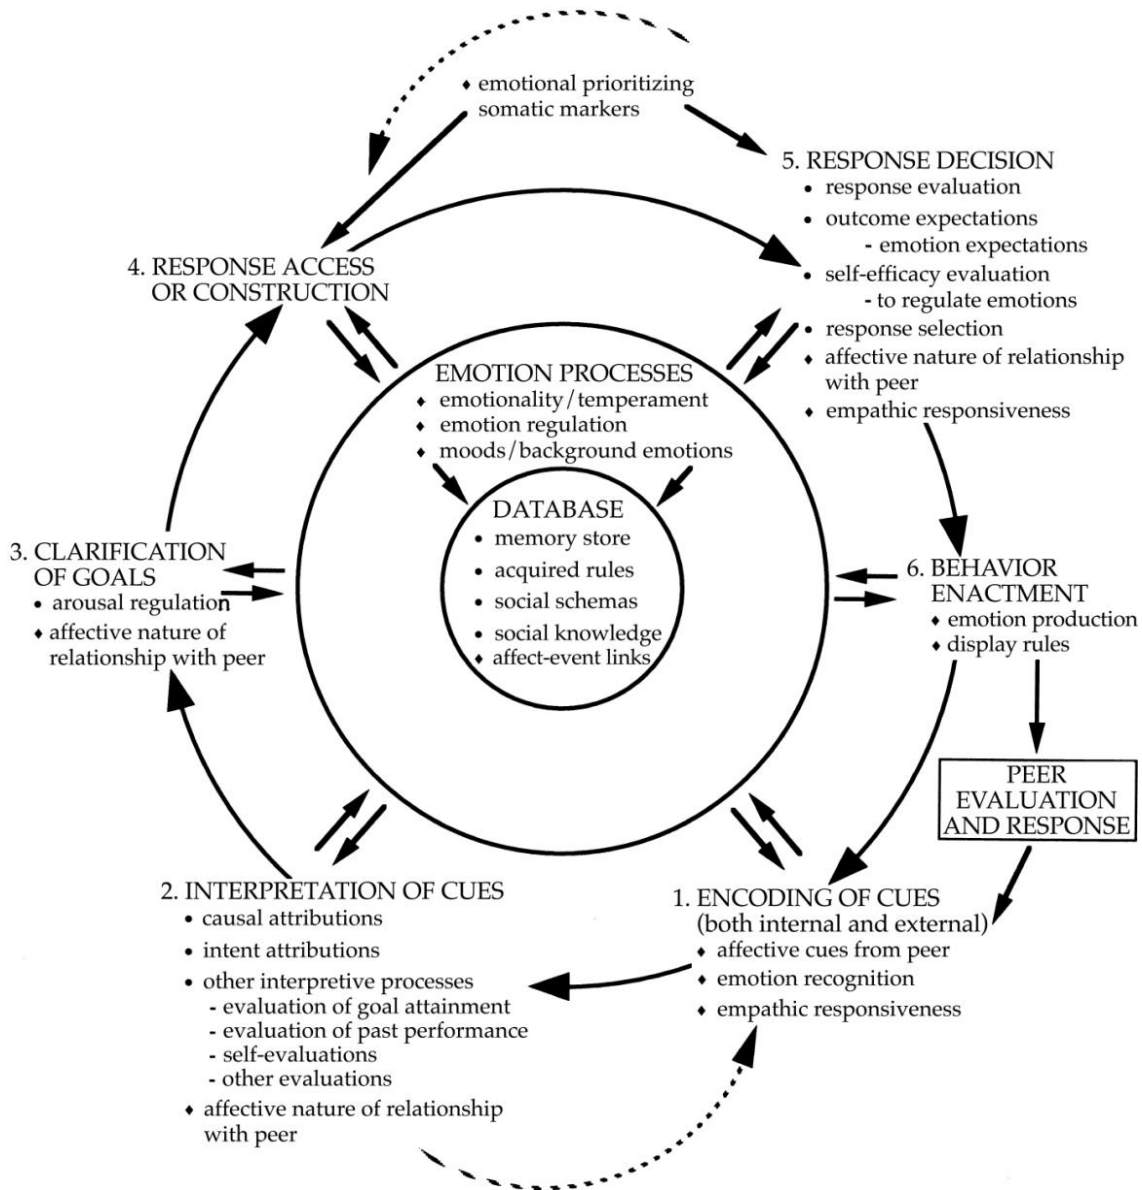 ♦ emotional prioritizing
somatic markers
5. RESPONSE DECISION
• response evaluation
• outcome expectations
- emotion expectations
• self-efficacy evaluation
- to regulate emotions
• response selection
♦ affective nature of relationship
with peer
♦ empathic responsiveness
4. RESPONSE ACCESS
OR CONSTRUCTION
EMOTION PROCESSES
♦ emotionality/temperament
♦ emotion regulation
♦ moods/background emotions
DATABASE
• memory store
• acquired rules
• social schemas
• social knowledge
♦ affect-event links
3. CLARIFICATION
OF GOALS
• arousal regulation
♦ affective nature of
relationship with peer
6. BEHAVIOR
ENACTMENT
♦ emotion production
♦ display rules
PEER
EVALUATION
AND RESPONSE
2. INTERPRETATION OF CUES
• causal attributions
• intent attributions
• other interpretive processes
- evaluation of goal attainment
- evaluation of past performance
- self-evaluations
- other evaluations
♦ affective nature of relationship
with peer
1. ENCODING OF CUES
(both internal and external)
♦ affective cues from peer
♦ emotion recognition
♦ empathic responsiveness